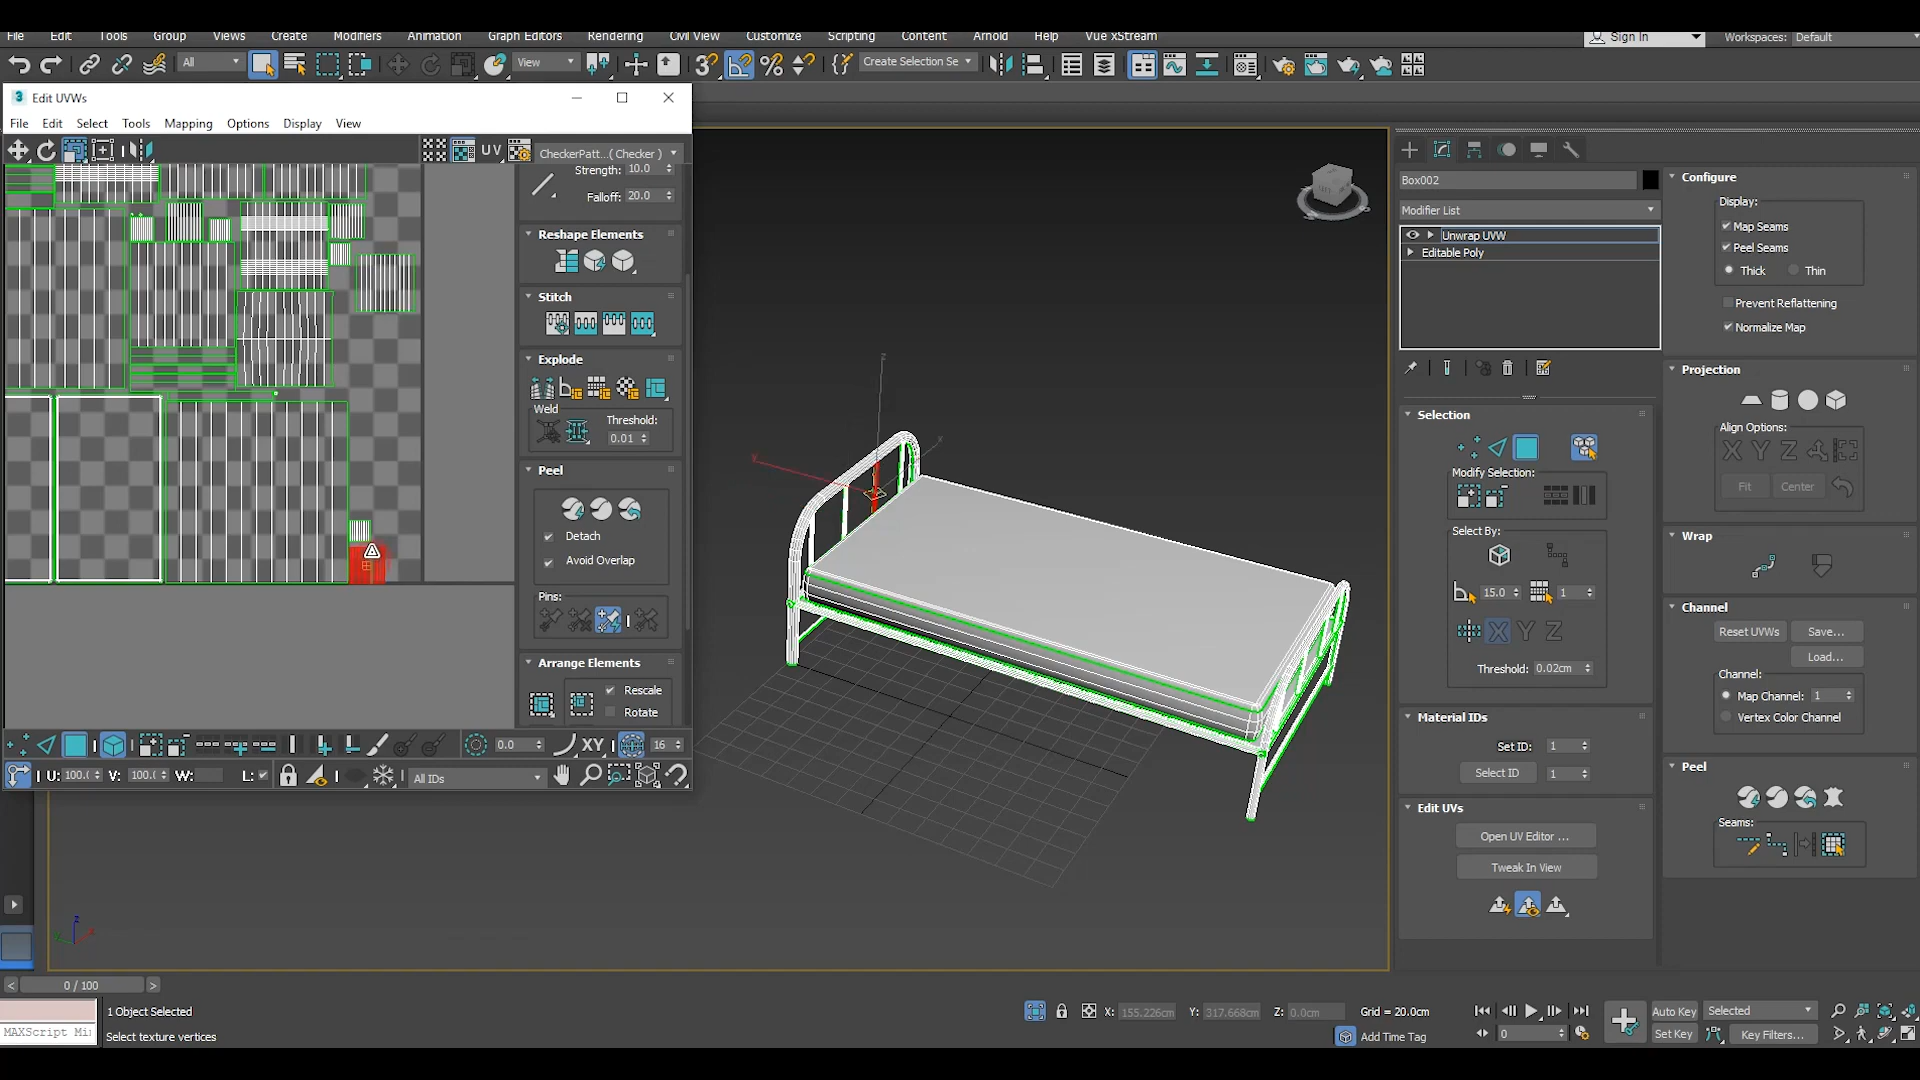 File Edit Tools Group Views Create Modifiers Animation Graph Editors Rendering Civil View Customize Scripting Content Arnold Help Vue xStream
Sign In
Workspaces: Default
All
View
Create Selection Se
3 Edit UVWs
File Edit Select Tools Mapping Options Display View
UV
CheckerPatt...( Checker )
Strength: 10.0
Falloff: 20.0
Reshape Elements
Stitch
Explode
Weld
Threshold:
0.01
Peel
Detach
Avoid Overlap
Pins:
Arrange Elements
Rescale
Rotate
0.0
XY
16
U: 100.( V: 100.( W:
L:
All IDs
z
Box002
Modifier List
Unwrap UVW
Editable Poly
Selection
Modify Selection:
Select By:
15.0
1
X Y Z
Threshold: 0.02cm
Material IDs
Set ID: 1
Select ID 1
Edit UVs
Open UV Editor ...
Tweak In View
Configure
Display:
Map Seams
Peel Seams
Thick Thin
Prevent Reflattening
Normalize Map
Projection
Align Options:
X Y Z
Fit Center
Wrap
Channel
Reset UVWs Save...
Load...
Channel:
Map Channel: 1
Vertex Color Channel
Peel
Seams:
< 0 / 100 >
1 Object Selected
MAXScript Mi
Select texture vertices
X: 155.226cm Y: 317.668cm Z: 0.0cm Grid = 20.0cm
Add Time Tag
0
Auto Key Selected
Set Key Key Filters...